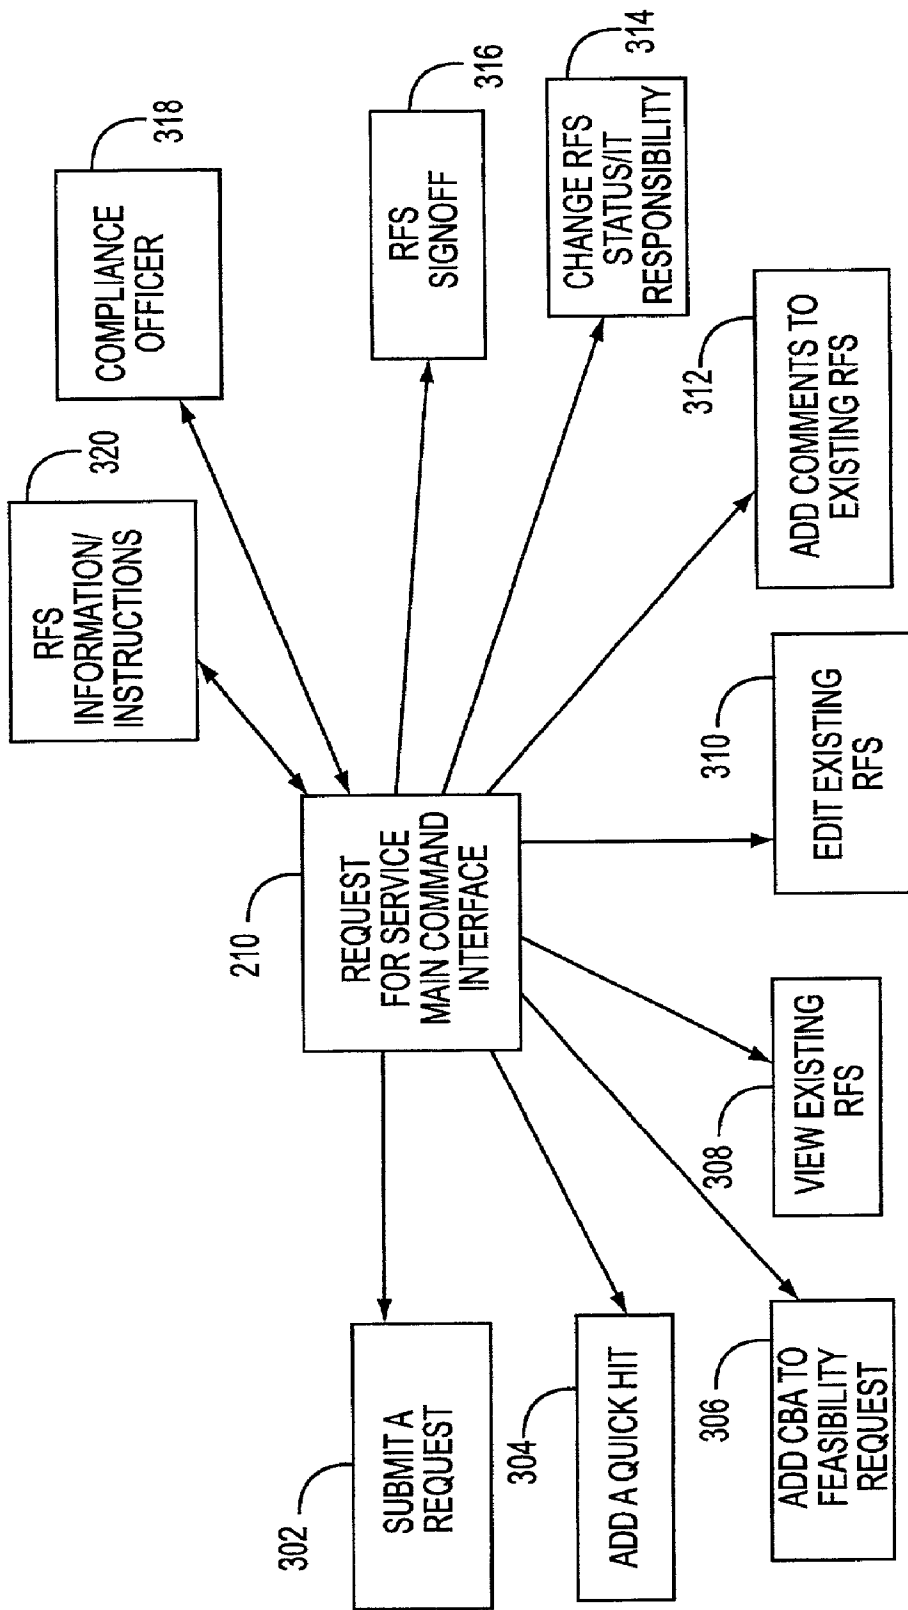 318
COMPLIANCE
OFFICER
320
RFS
INFORMATION/
INSTRUCTIONS
316
RFS
SIGNOFF
314
CHANGE RFS
STATUS/IT
RESPONSIBILITY
210
REQUEST
FOR SERVICE
MAIN COMMAND
INTERFACE
302
SUBMIT A
REQUEST
304
ADD A QUICK HIT
306
ADD CBA TO
FEASIBILITY
REQUEST
308
VIEW EXISTING
RFS
310
EDIT EXISTING
RFS
312
ADD COMMENTS TO
EXISTING RFS